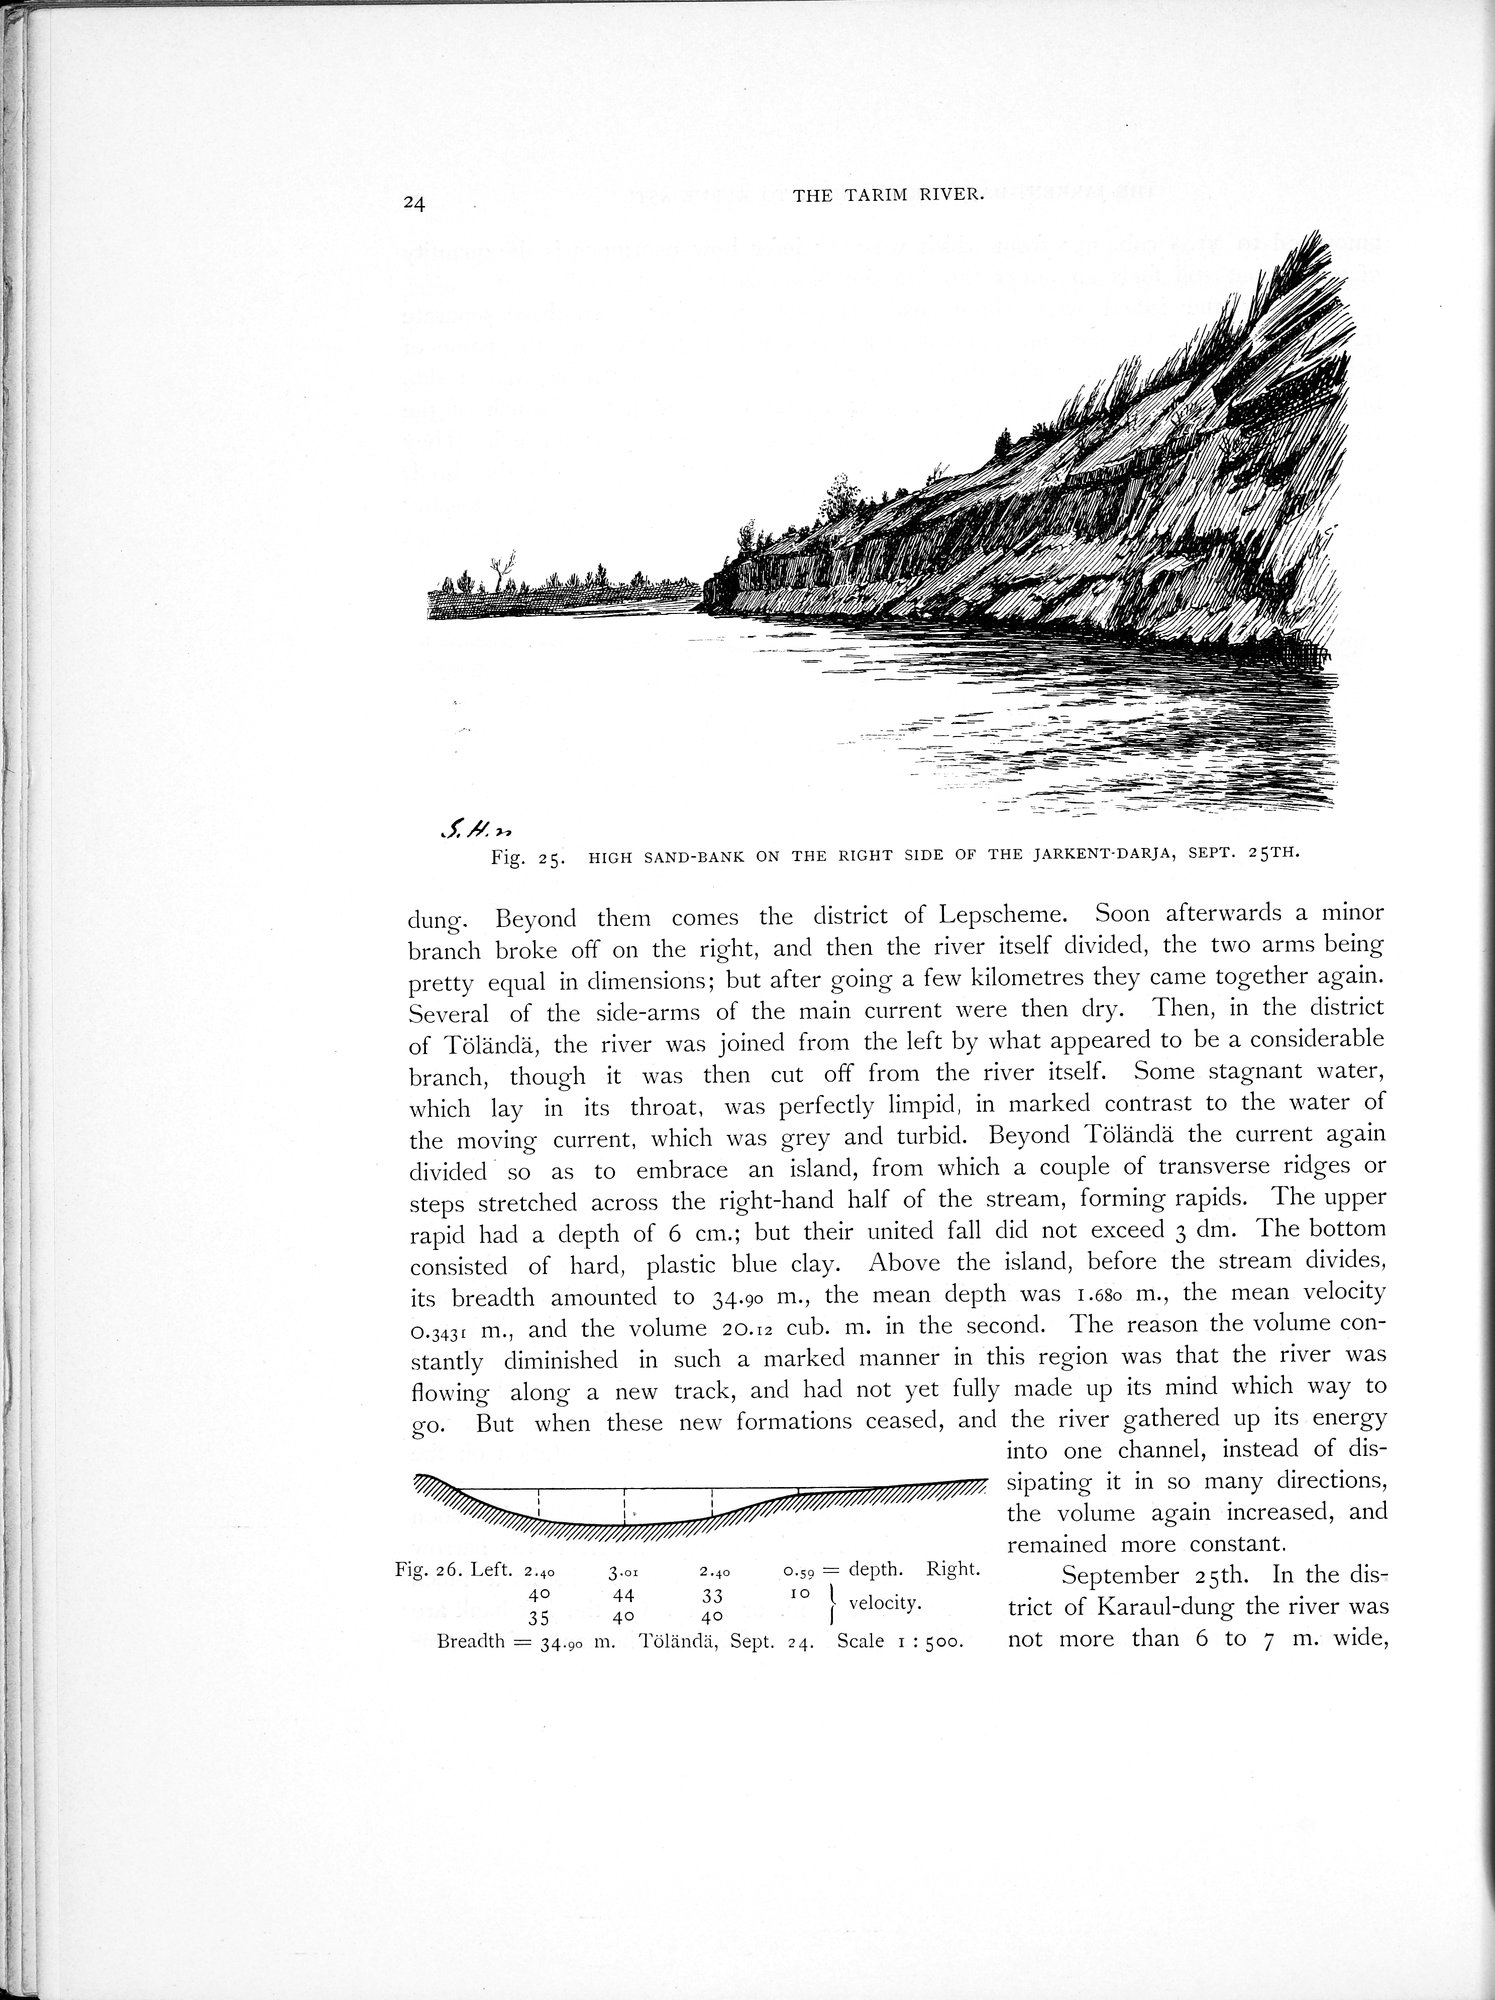 24
THE TARIM RIVER.
S. H. 
Fig. 25. HIGH SAND-BANK ON THE RIGHT SIDE OF THE JARKENT-DARJA, SEPT. 25TH.
dung. Beyond them comes the district of Lepscheme. Soon afterwards a minor
branch broke off on the right, and then the river itself divided, the two arms being
pretty equal in dimensions; but after going a few kilometres they came together again.
Several of the side-arms of the main current were then dry. Then, in the district
of Töländä, the river was joined from the left by what appeared to be a considerable
branch, though it was then cut off from the river itself. Some stagnant water,
which lay in its throat, was perfectly limpid, in marked contrast to the water of
the moving current, which was grey and turbid. Beyond Töländä the current again
divided so as to embrace an island, from which a couple of transverse ridges or
steps stretched across the right-hand half of the stream, forming rapids. The upper
rapid had a depth of 6 cm.; but their united fall did not exceed 3 dm. The bottom
consisted of hard, plastic blue clay. Above the island, before the stream divides,
its breadth amounted to 34.90 m., the mean depth was 1.680 m., the mean velocity
0.3431 m., and the volume 20.12 cub. m. in the second. The reason the volume con-
stantly diminished in such a marked manner in this region was that the river was
flowing along a new track, and had not yet fully made up its mind which way to
go. But when these new formations ceased, and the river gathered up its energy
into one channel, instead of dis-
sipating it in so many directions,
the volume again increased, and
remained more constant.
September 25th. In the dis-
trict of Karaul-dung the river was
not more than 6 to 7 m. wide,
Fig. 26. Left. 2.40 3.01 2.40 0.59 = depth. Right.
40 44 33 10 } velocity.
35 40 40
Breadth = 34.90 m. Töländä, Sept. 24. Scale 1 : 500.